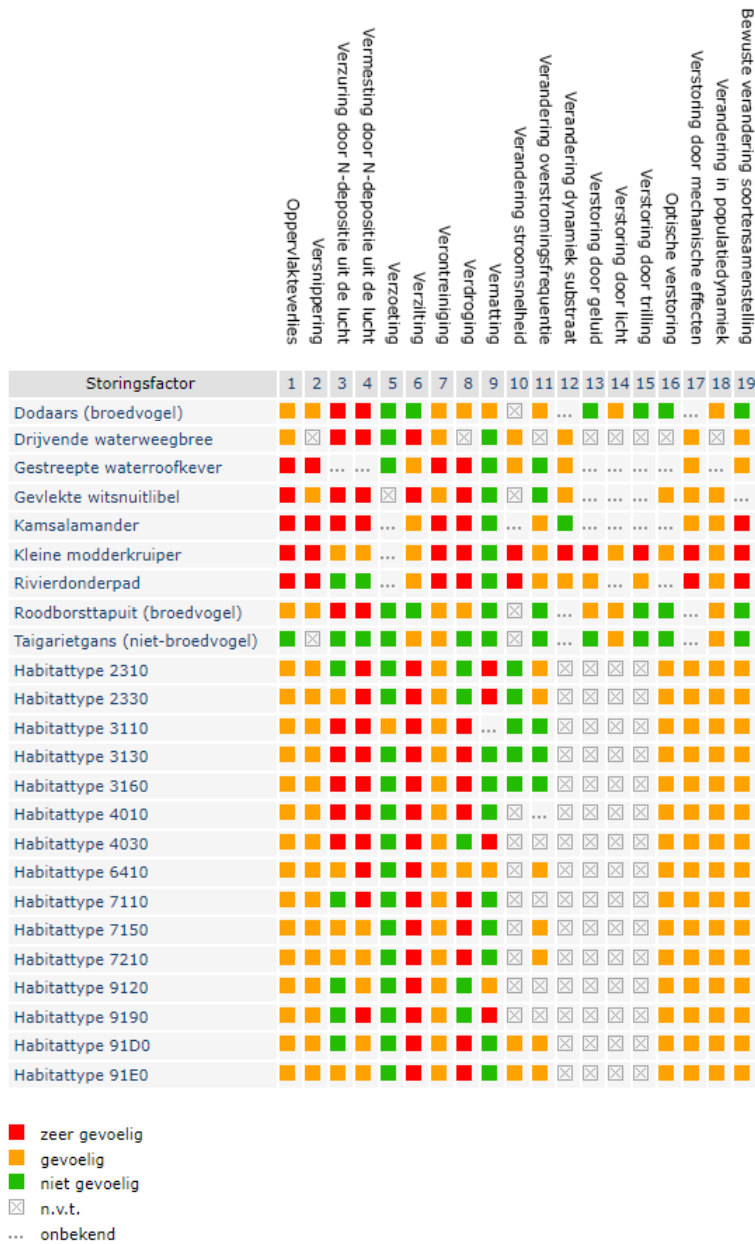 Oppervlakteverlies
Versnippering
Verzuring door N-depositie uit de lucht
Vermesting door N-depositie uit de lucht
Verzoeting
Verzilting
Verontreiniging
Verdroging
Vernatting
Verandering stroomsnelheid
Verandering overstromingsfrequentie
Verandering dynamiek substraat
Verstoring door geluid
Verstoring door licht
Verstoring door trilling
Optische verstoring
Verstoring door mechanische effecten
Verandering in populatiedynamiek
Bewuste verandering soortensamenstelling
Storingsfactor 1 2 3 4 5 6 7 8 9 10 11 12 13 14 15 16 17 18 19
Dodaars (broedvogel) ... ...
Drijvende waterweegbree
Gestreepte waterroofkever ... ... ... ... ... ... ...
Gevlekte witsnuitlibel ... ... ... ...
Kamsalamander ... ... ... ... ... ...
Kleine modderkruiper ...
Rivierdonderpad ... ... ...
Roodborsttapuit (broedvogel) ... ...
Taigarietgans (niet-broedvogel) ... ...
Habitattype 2310
Habitattype 2330
Habitattype 3110 ...
Habitattype 3130
Habitattype 3160
Habitattype 4010 ...
Habitattype 4030
Habitattype 6410
Habitattype 7110
Habitattype 7150
Habitattype 7210
Habitattype 9120
Habitattype 9190
Habitattype 91D0
Habitattype 91E0
zeer gevoelig
gevoelig
niet gevoelig
n.v.t.
... onbekend